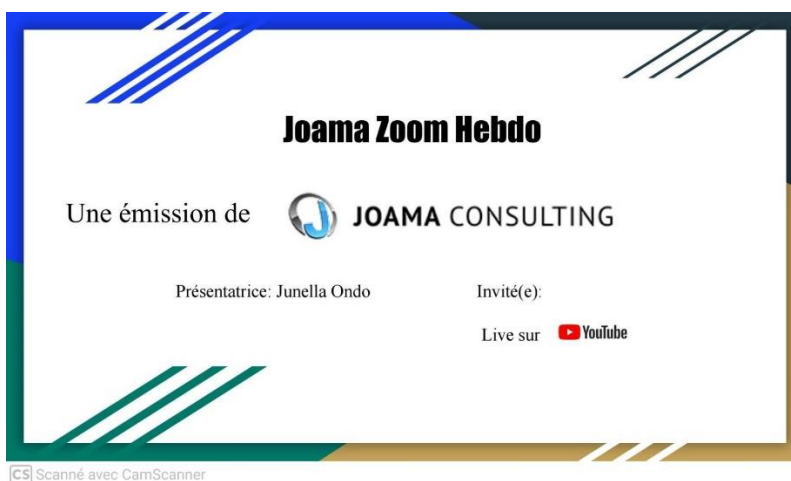 Joama Zoom Hebdo
Une émission de JOAMA CONSULTING
Présentatrice: Junella Ondo Invité(e):
Live sur YouTube
CS Scanné avec CamScanner